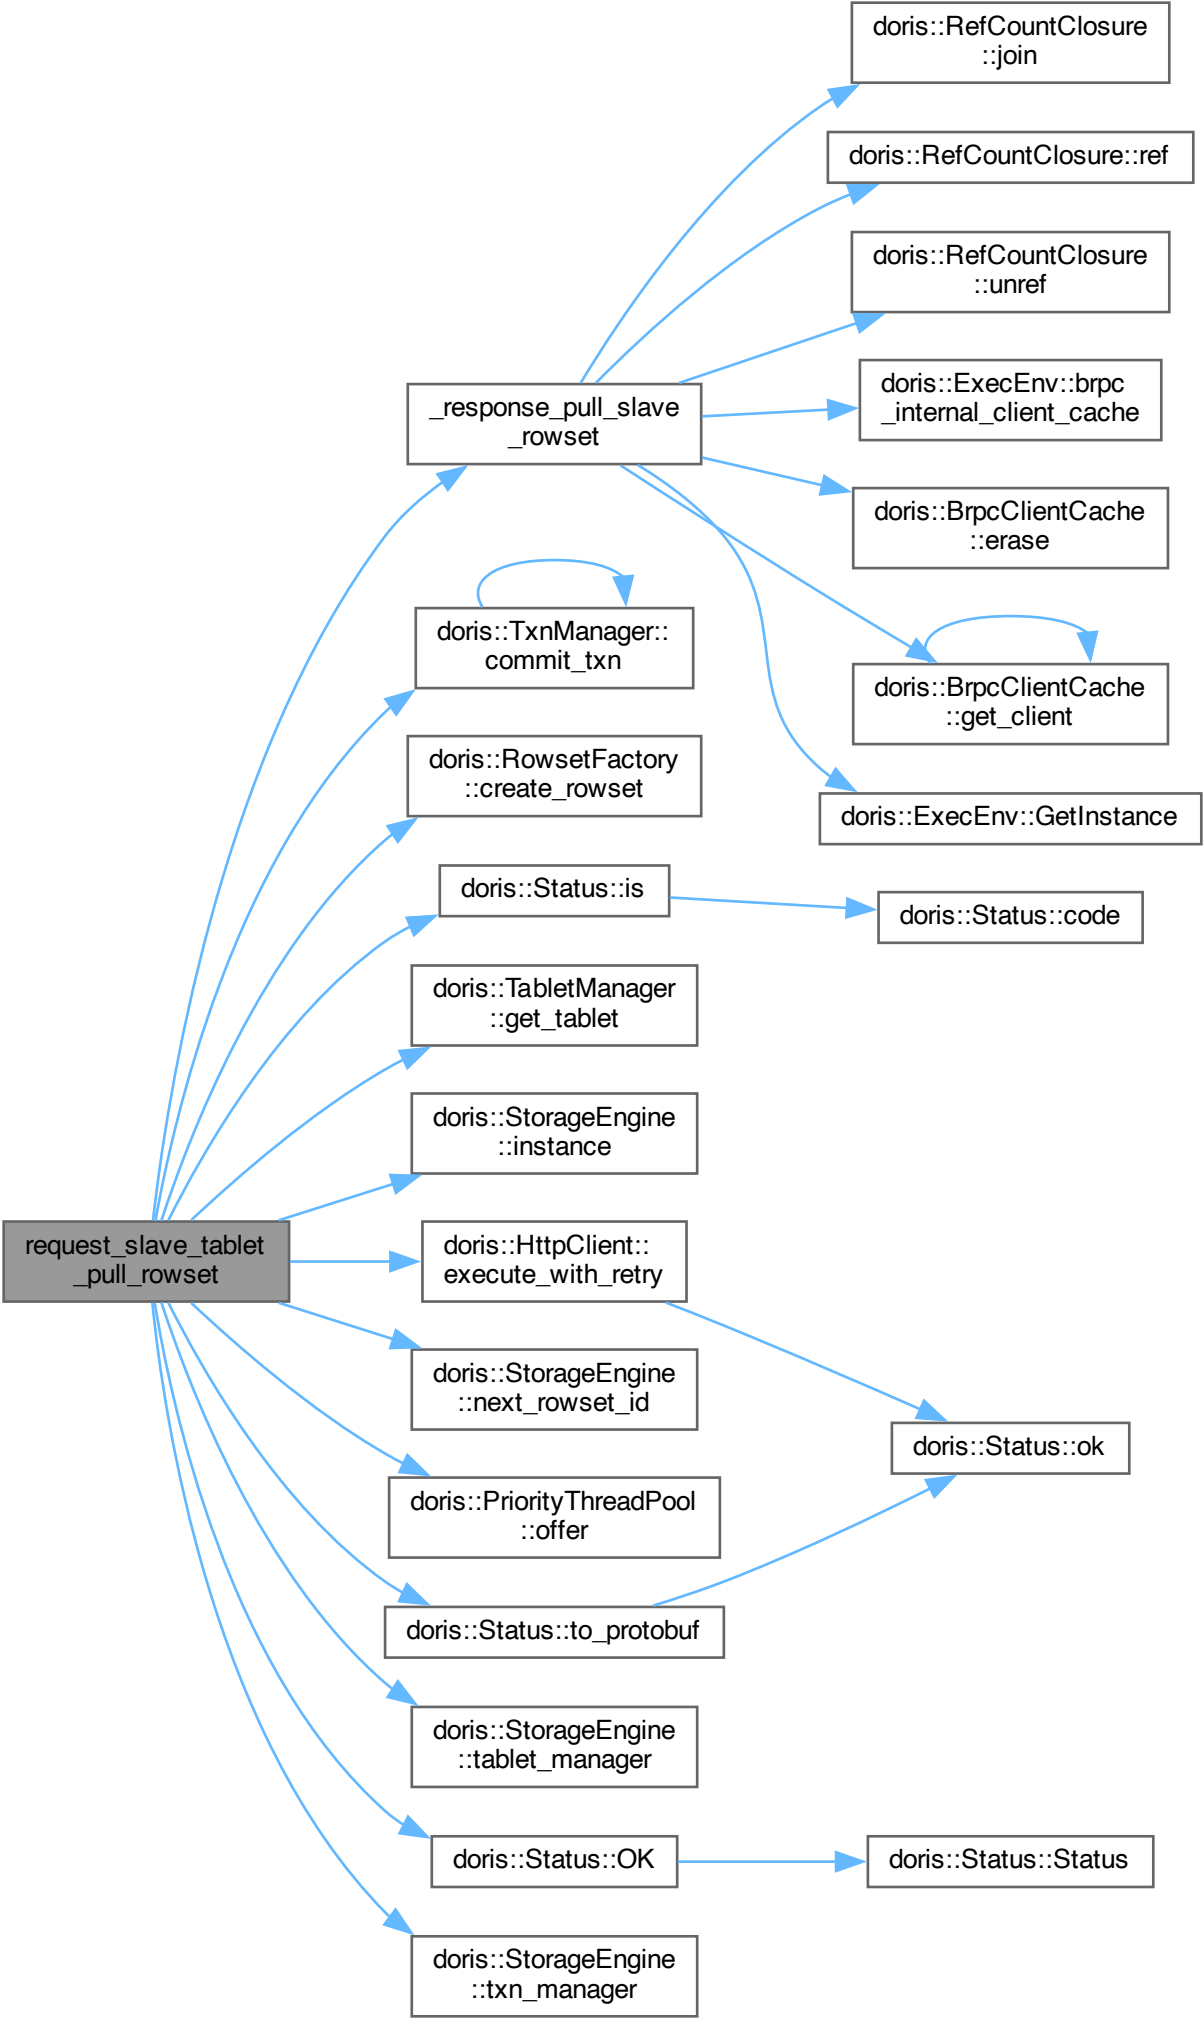 doris::RefCountClosure
::join
doris::RefCountClosure::ref
doris::RefCountClosure
::unref
_response_pull_slave
_rowset
doris::ExecEnv::brpc
_internal_client_cache
doris::BrpcClientCache
::erase
doris::TxnManager::
commit_txn
doris::BrpcClientCache
::get_client
doris::RowsetFactory
::create_rowset
doris::ExecEnv::GetInstance
doris::Status::is
doris::Status::code
doris::TabletManager
::get_tablet
doris::StorageEngine
::instance
request_slave_tablet
_pull_rowset
doris::HttpClient::
execute_with_retry
doris::StorageEngine
::next_rowset_id
doris::Status::ok
doris::PriorityThreadPool
::offer
doris::Status::to_protobuf
doris::StorageEngine
::tablet_manager
doris::Status::OK
doris::Status::Status
doris::StorageEngine
::txn_manager